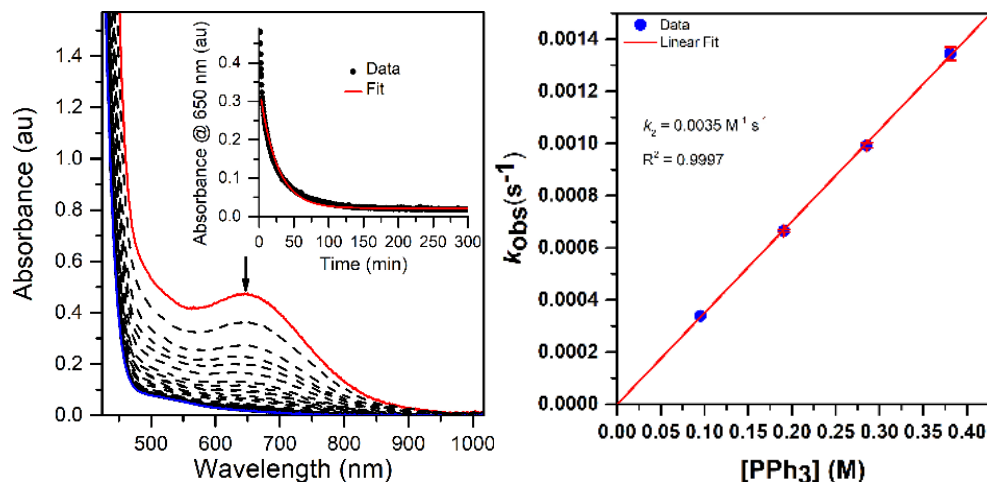 1.4
1.2
1.0
0.8
0.6
0.4
0.2
0.0
Absorbance (au)
500 600 700 800 900 1000
Wavelength (nm)
Absorbance @ 650 nm (au)
0.4
0.3
0.2
0.1
0.0
0 50 100 150 200 250 300
Time (min)
Data
Fit
kobs(s-1)
0.0014
0.0012
0.0010
0.0008
0.0006
0.0004
0.0002
0.0000
Data
Linear Fit
k2 = 0.0035 M-1 s-
R2 = 0.9997
0.00 0.05 0.10 0.15 0.20 0.25 0.30 0.35 0.40
[PPh3] (M)